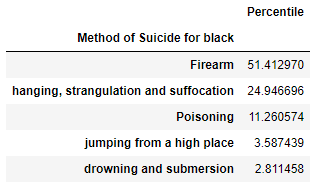 Percentile
Method of Suicide for black
Firearm 51.412970
hanging, strangulation and suffocation 24.946696
Poisoning 11.260574
jumping from a high place 3.587439
drowning and submersion 2.811458